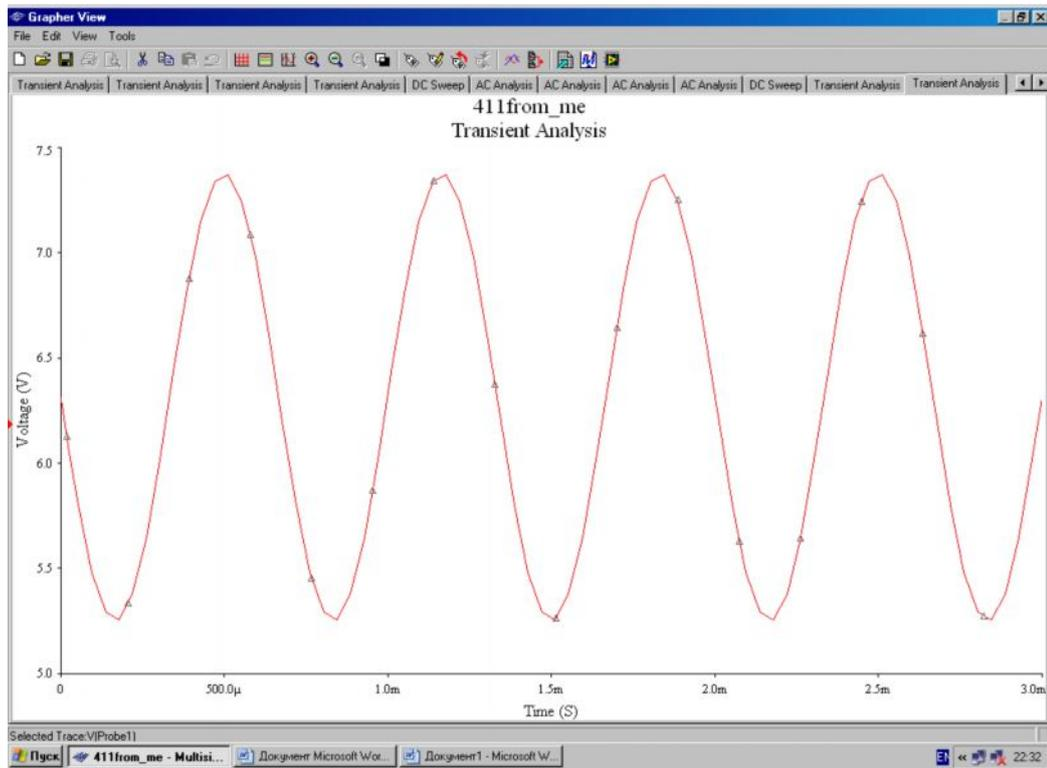 Grapher View
File Edit View Tools
Transient Analysis Transient Analysis Transient Analysis Transient Analysis DC Sweep AC Analysis AC Analysis AC Analysis AC Analysis DC Sweep Transient Analysis Transient Analysis
411from_me
Transient Analysis
7.5
7.0
6.5
6.0
5.5
5.0
Voltage (V)
0 500.0μ 1.0m 1.5m 2.0m 2.5m 3.0m
Time (S)
Selected Trace:V(Probe1)
Пуск 411from_me - Multisi... Документ Microsoft Wor... Документ1 - Microsoft W... EN « 22:32